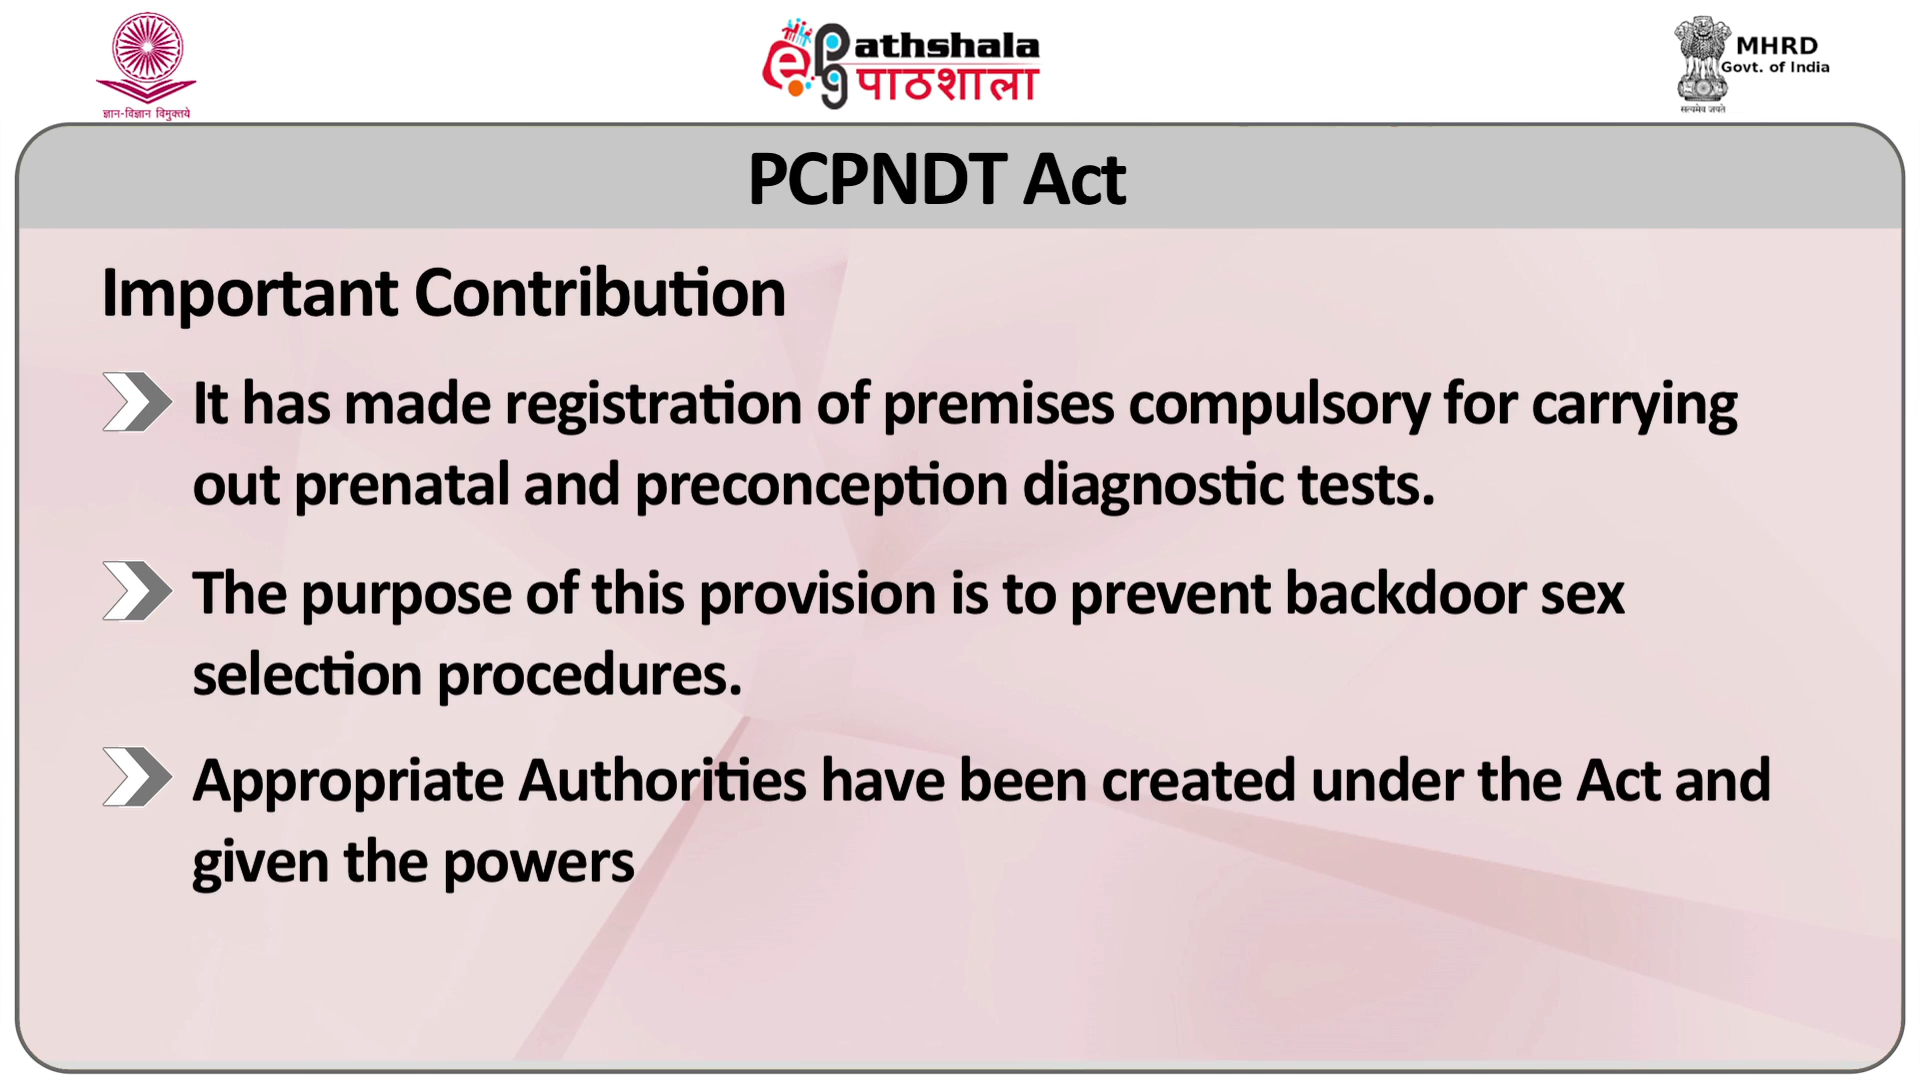 ज्ञान-विज्ञान विमुक्तये
e PG Pathshala
पाठशाला
MHRD
Govt. of India
सत्यमेव जयते
PCPNDT Act
Important Contribution
It has made registration of premises compulsory for carrying
out prenatal and preconception diagnostic tests.
The purpose of this provision is to prevent backdoor sex
selection procedures.
Appropriate Authorities have been created under the Act and
given the powers